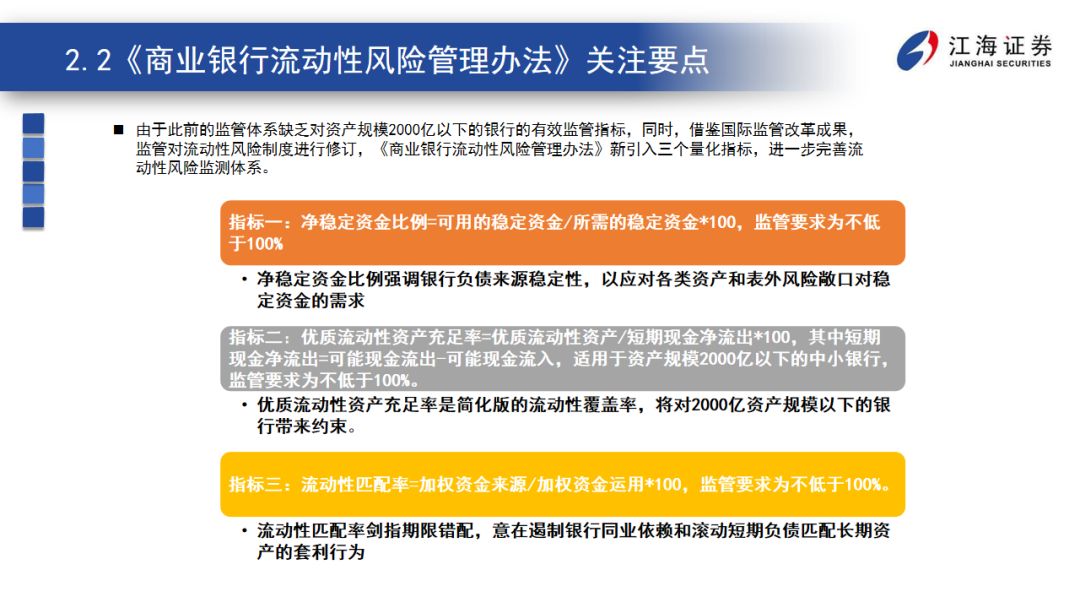 2.2《商业银行流动性风险管理办法》关注要点
江海证券
JIANGHAI SECURITIES
■ 由于此前的监管体系缺乏对资产规模2000亿以下的银行的有效监管指标，同时，借鉴国际监管改革成果，
监管对流动性风险制度进行修订，《商业银行流动性风险管理办法》新引入三个量化指标，进一步完善流
动性风险监测体系。
指标一：净稳定资金比例=可用的稳定资金/所需的稳定资金*100，监管要求为不低
于100%
• 净稳定资金比例强调银行负债来源稳定性，以应对各类资产和表外风险敞口对稳
定资金的需求
指标二：优质流动性资产充足率=优质流动性资产/短期现金净流出*100，其中短期
现金净流出=可能现金流出-可能现金流入，适用于资产规模2000亿以下的中小银行，
监管要求为不低于100%。
• 优质流动性资产充足率是简化版的流动性覆盖率，将对2000亿资产规模以下的银
行带来约束。
指标三：流动性匹配率=加权资金来源/加权资金运用*100，监管要求为不低于100%。
• 流动性匹配率剑指期限错配，意在遏制银行同业依赖和滚动短期负债匹配长期资
产的套利行为